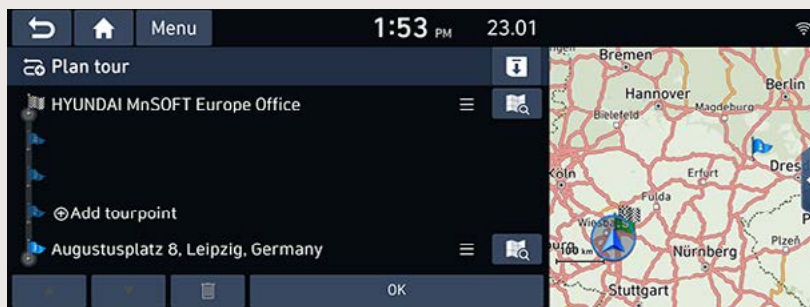 Menu
1:53 PM
23.01
Plan tour
HYUNDAI MnSOFT Europe Office
Add tourpoint
Augustusplatz 8, Leipzig, Germany
OK
Bremen
Berlin
Hannover
Magdeburg
Bielefeld
Dres
Köln
Erfurt
Fulda
Wiesba
100 km
Nürnberg
Plzeň
Stuttgart